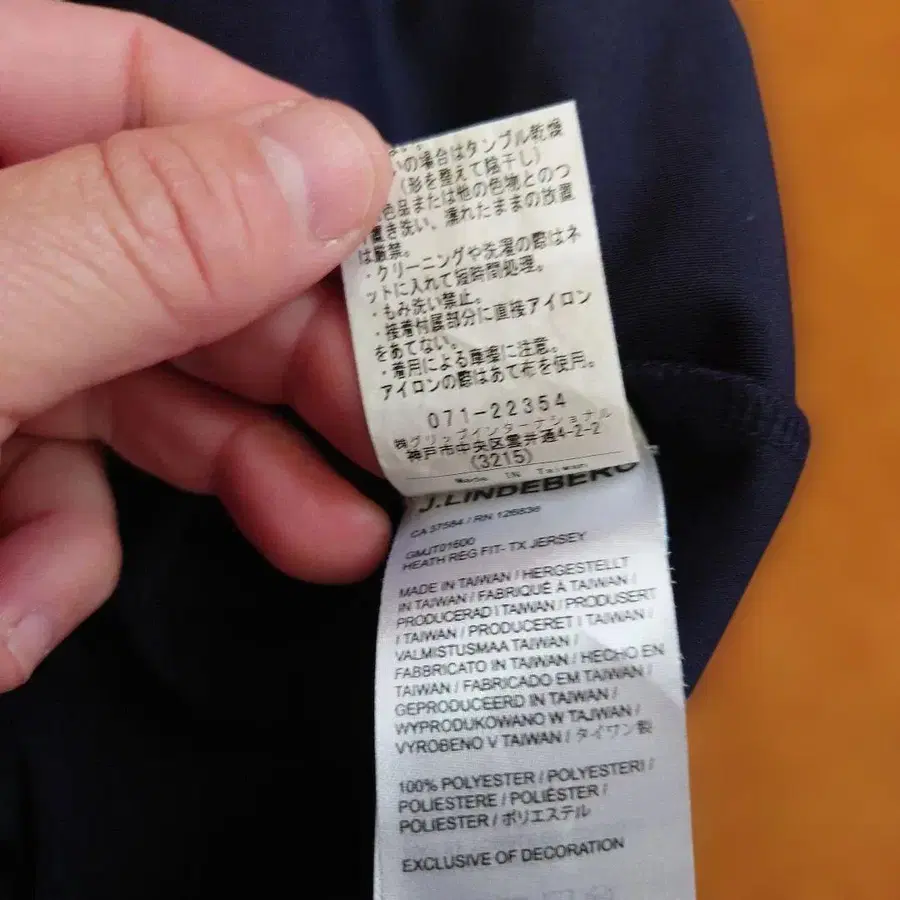 いの場合はタンブル乾燥
(形を整えて陰干し)
色品または他の色物とのつ
け置き洗い、濡れたままの放置
は厳禁。
・クリーニングや洗濯の際はネ
ットに入れて短時間処理。
・もみ洗い禁止。
・接着付属部分に直接アイロン
をあてない。
・着用による摩擦に注意。
アイロンの際はあて布を使用。
071-22354
㈱グリップインターナショナル
神戸市中央区雲井通4-2-2
(3215)
Made IN Taiwan
J.LINDEBERG
CA 37584 / RN 126836
GMJT01600
HEATH REG FIT- TX JERSEY
MADE IN TAIWAN / HERGESTELLT
IN TAIWAN / FABRIQUÉ À TAIWAN /
PRODUCERAD I TAIWAN / PRODUSERT
I TAIWAN / PRODUCERET I TAIWAN /
VALMISTUSMAA TAIWAN /
FABBRICATO IN TAIWAN / HECHO EN
TAIWAN / FABRICADO EM TAIWAN /
GEPRODUCEERD IN TAIWAN /
WYPRODUKOWANO W TAJWAN /
VYROBENO V TAIWAN / タイワン製
100% POLYESTER / POLYESTERI /
POLIESTERE / POLIÉSTER /
POLIESTER / ポリエステル
EXCLUSIVE OF DECORATION